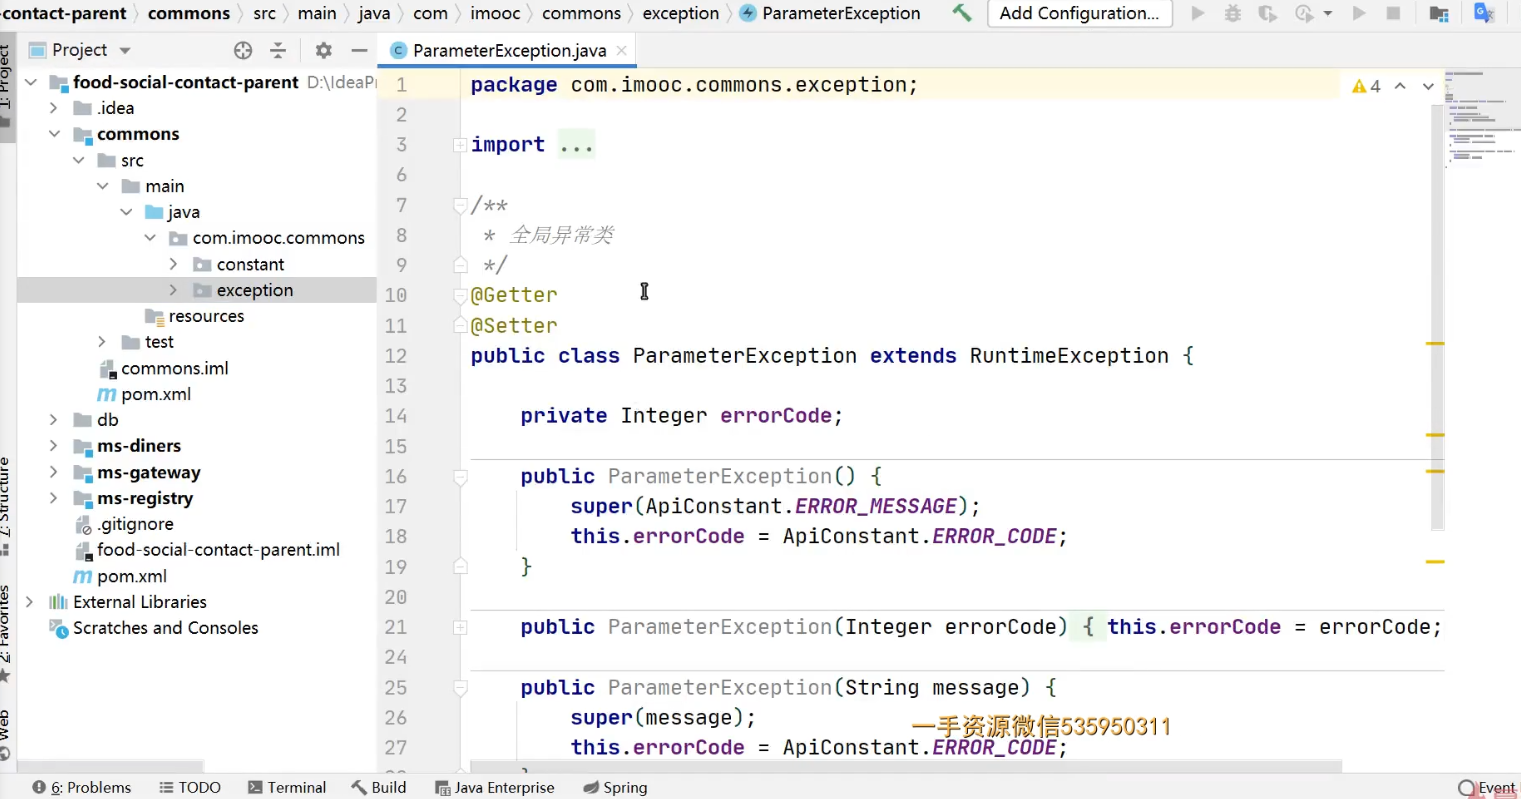 -contact-parent commons src main java com imooc commons exception ParameterException Add Configuration...
Project ParameterException.java
1: Project
food-social-contact-parent D:\IdeaPr
.idea
commons
src
main
java
com.imooc.commons
constant
exception
resources
test
commons.iml
pom.xml
db
ms-diners
ms-gateway
ms-registry
.gitignore
food-social-contact-parent.iml
pom.xml
External Libraries
Scratches and Consoles
7: Structure
2: Favorites
Web
4
1 package com.imooc.commons.exception;
2
3 import ...
6
7 /**
8 * 全局异常类
9 */
10 @Getter
11 @Setter
12 public class ParameterException extends RuntimeException {
13
14 private Integer errorCode;
15
16 public ParameterException() {
17 super(ApiConstant.ERROR_MESSAGE);
18 this.errorCode = ApiConstant.ERROR_CODE;
19 }
20
21 public ParameterException(Integer errorCode) { this.errorCode = errorCode;
24
25 public ParameterException(String message) {
26 super(message);
27 this.errorCode = ApiConstant.ERROR_CODE;
一手资源微信535950311
6: Problems TODO Terminal Build Java Enterprise Spring Event